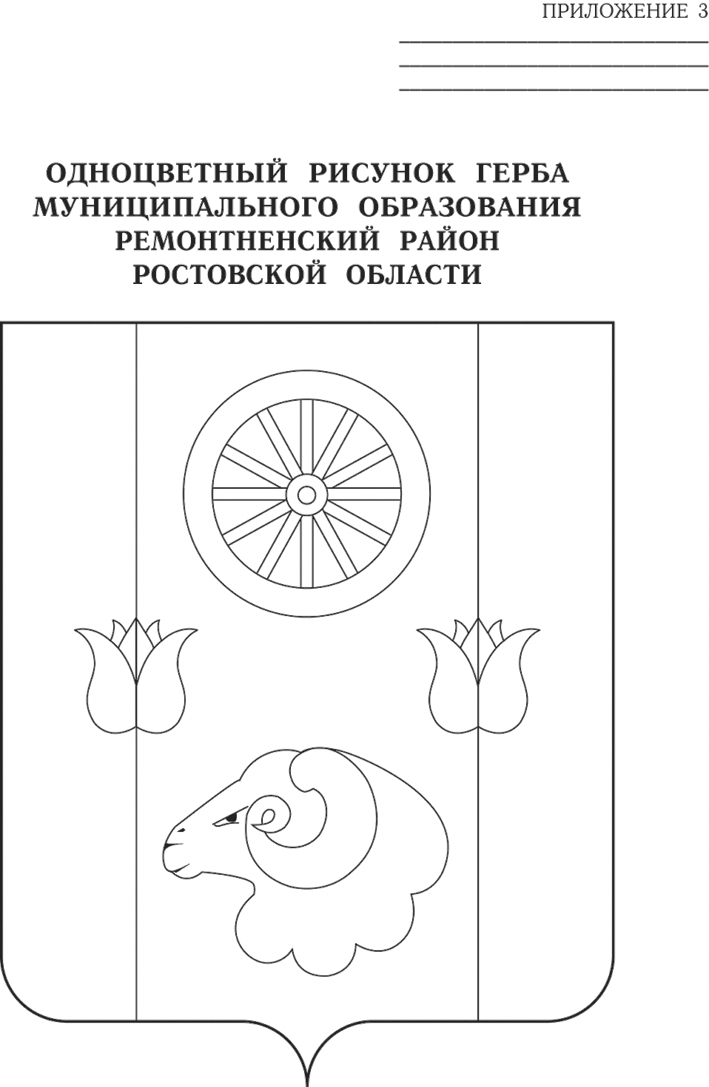 ПРИЛОЖЕНИЕ 3
ОДНОЦВЕТНЫЙ РИСУНОК ГЕРБА
МУНИЦИПАЛЬНОГО ОБРАЗОВАНИЯ
РЕМОНТНЕНСКИЙ РАЙОН
РОСТОВСКОЙ ОБЛАСТИ